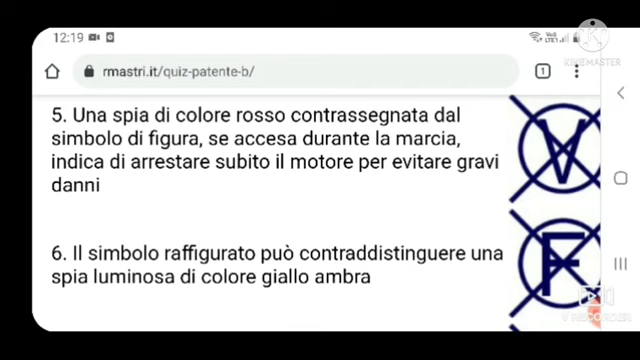 12:19
KINEMASTER
rmastri.it/quiz-patente-b/
1
5. Una spia di colore rosso contrassegnata dal
simbolo di figura, se accesa durante la marcia,
indica di arrestare subito il motore per evitare gravi
danni
V
6. Il simbolo raffigurato può contraddistinguere una
spia luminosa di colore giallo ambra
F
V RECORDER